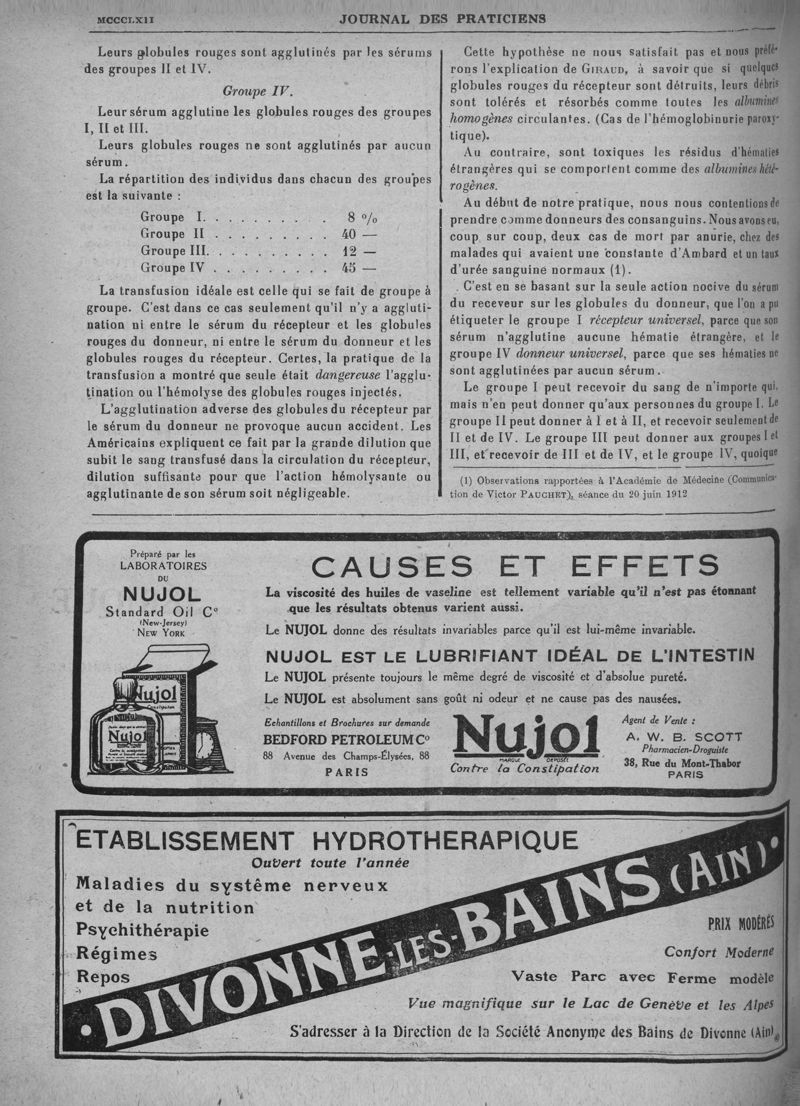 MCCCLXII
JOURNAL DES PRATICIENS
Leurs globules rouges sont agglutinés par les sérums
des groupes II et IV.
Groupe IV.
Leur sérum agglutine les globules rouges des groupes
I, II et III.
Leurs globules rouges ne sont agglutinés par aucun
sérum.
La répartition des individus dans chacun des groupes
est la suivante :
Groupe I. . . . . . . . . . 8 %
Groupe II . . . . . . . . . 40 —
Groupe III. . . . . . . . . 12 —
Groupe IV . . . . . . . . . 45 —
La transfusion idéale est celle qui se fait de groupe à
groupe. C'est dans ce cas seulement qu'il n'y a aggluti-
nation ni entre le sérum du récepteur et les globules
rouges du donneur, ni entre le sérum du donneur et les
globules rouges du récepteur. Certes, la pratique de la
transfusion a montré que seule était dangereuse l'agglu-
tination ou l'hémolyse des globules rouges injectés.
L'agglutination adverse des globules du récepteur par
le sérum du donneur ne provoque aucun accident. Les
Américains expliquent ce fait par la grande dilution que
subit le sang transfusé dans la circulation du récepteur,
dilution suffisante pour que l'action hémolysante ou
agglutinante de son sérum soit négligeable.
Cette hypothèse ne nous satisfait pas et nous préfé-
rons l'explication de GIRAUD, à savoir que si quelques
globules rouges du récepteur sont détruits, leurs débris
sont tolérés et résorbés comme toutes les albumines
homogènes circulantes. (Cas de l'hémoglobinurie paroxy-
tique).
Au contraire, sont toxiques les résidus d'hématies
étrangères qui se comportent comme des albumines hété-
rogènes.
Au début de notre pratique, nous nous contentions de
prendre comme donneurs des consanguins. Nous avons eu,
coup sur coup, deux cas de mort par anurie, chez des
malades qui avaient une constante d'Ambard et un taux
d'urée sanguine normaux (1).
C'est en se basant sur la seule action nocive du sérum
du receveur sur les globules du donneur, que l'on a pu
étiqueter le groupe I récepteur universel, parce que son
sérum n'agglutine aucune hématie étrangère, et le
groupe IV donneur universel, parce que ses hématies ne
sont agglutinées par aucun sérum.
Le groupe I peut recevoir du sang de n'importe qui,
mais n'en peut donner qu'aux personnes du groupe I. Le
groupe II peut donner à I et à II, et recevoir seulement de
II et de IV. Le groupe III peut donner aux groupes I et
III, et recevoir de III et de IV, et le groupe IV, quoique
(1) Observations rapportées à l'Académie de Médecine (Communica-
tion de Victor PAUCHET), séance du 20 juin 1912
Préparé par les
LABORATOIRES
DU
NUJOL
Standard Oil Cº
(New-Jersey)
NEW YORK
Nujol
Constipation
Nujol
CAUSES ET EFFETS
La viscosité des huiles de vaseline est tellement variable qu'il n'est pas étonnant
que les résultats obtenus varient aussi.
Le NUJOL donne des résultats invariables parce qu'il est lui-même invariable.
NUJOL EST LE LUBRIFIANT IDÉAL DE L'INTESTIN
Le NUJOL présente toujours le même degré de viscosité et d'absolue pureté.
Le NUJOL est absolument sans goût ni odeur et ne cause pas des nausées.
Echantillons et Brochures sur demande
BEDFORD PETROLEUM Cº
88 Avenue des Champs-Élysées, 88
PARIS
Nujol
MARQUE DÉPOSÉE
Contre la Constipation
Agent de Vente :
A. W. B. SCOTT
Pharmacien-Droguiste
38, Rue du Mont-Thabor
PARIS
ETABLISSEMENT HYDROTHERAPIQUE
Ouvert toute l'année
Maladies du système nerveux
et de la nutrition
Psychithérapie
Régimes
Repos
·DIVONNE-LES-BAINS (AIN)·
PRIX MODÉRÉS
Confort Moderne
Vaste Parc avec Ferme modèle
Vue magnifique sur le Lac de Genève et les Alpes
S'adresser à la Direction de la Société Anonyme des Bains de Divonne (Ain)